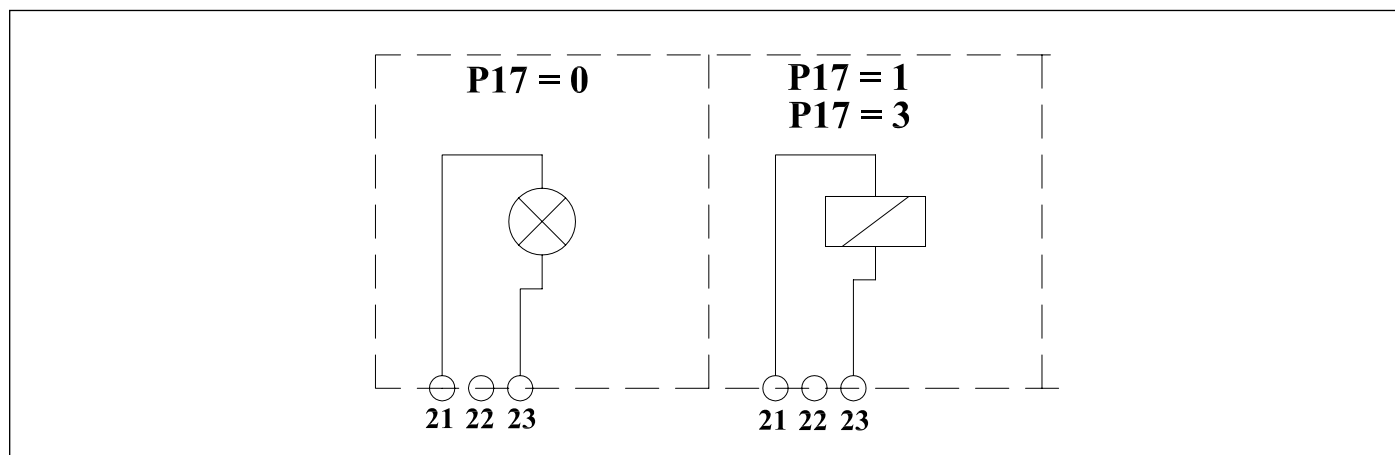 P17 = 0
P17 = 1
P17 = 3
21 22 23
21 22 23